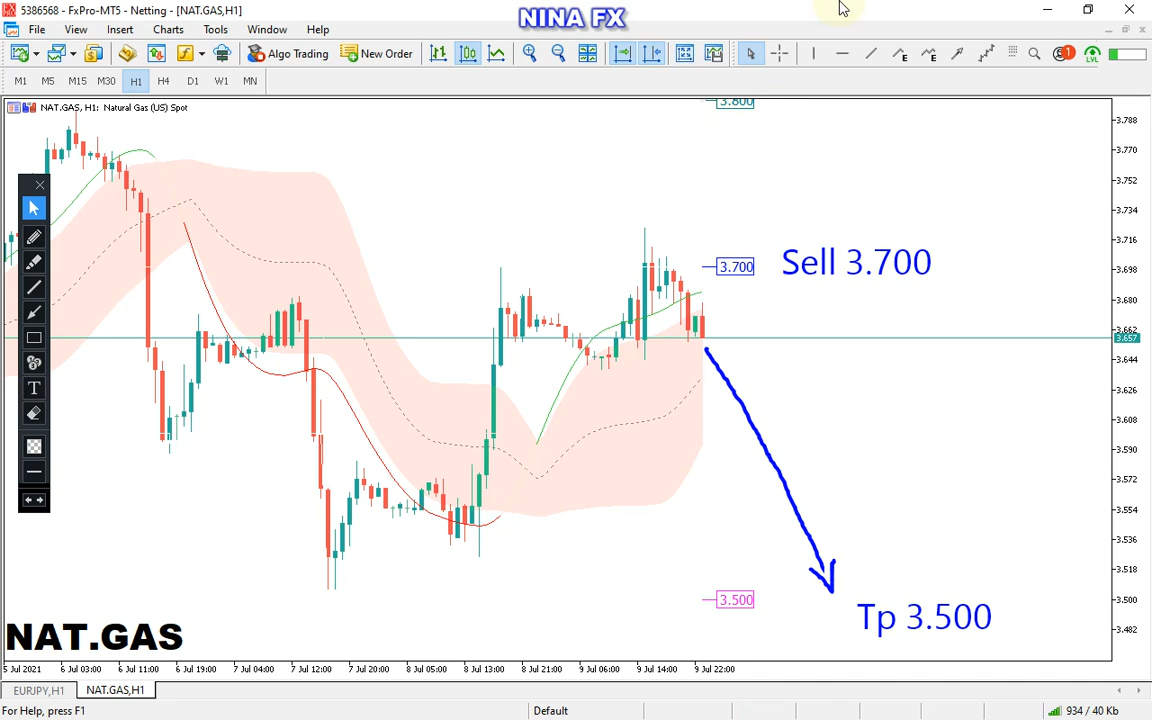 5386568 - FxPro-MT5 - Netting - [NAT.GAS,H1]
NINA FX
File View Insert Charts Tools Window Help
Algo Trading New Order
1
LVL
M1 M5 M15 M30 H1 H4 D1 W1 MN
NAT.GAS, H1: Natural Gas (US) Spot
3.800
3.788
3.770
3.752
3.734
3.716
3.698
3.680
3.662
3.657
3.644
3.626
3.608
3.590
3.572
3.554
3.536
3.518
3.500
3.482
3.700 Sell 3.700
3.500
Tp 3.500
NAT.GAS
5 Jul 2021 6 Jul 03:00 6 Jul 11:00 6 Jul 19:00 7 Jul 04:00 7 Jul 12:00 7 Jul 20:00 8 Jul 05:00 8 Jul 13:00 8 Jul 21:00 9 Jul 06:00 9 Jul 14:00 9 Jul 22:00
EURJPY,H1 NAT.GAS,H1
For Help, press F1 Default 934 / 40 Kb